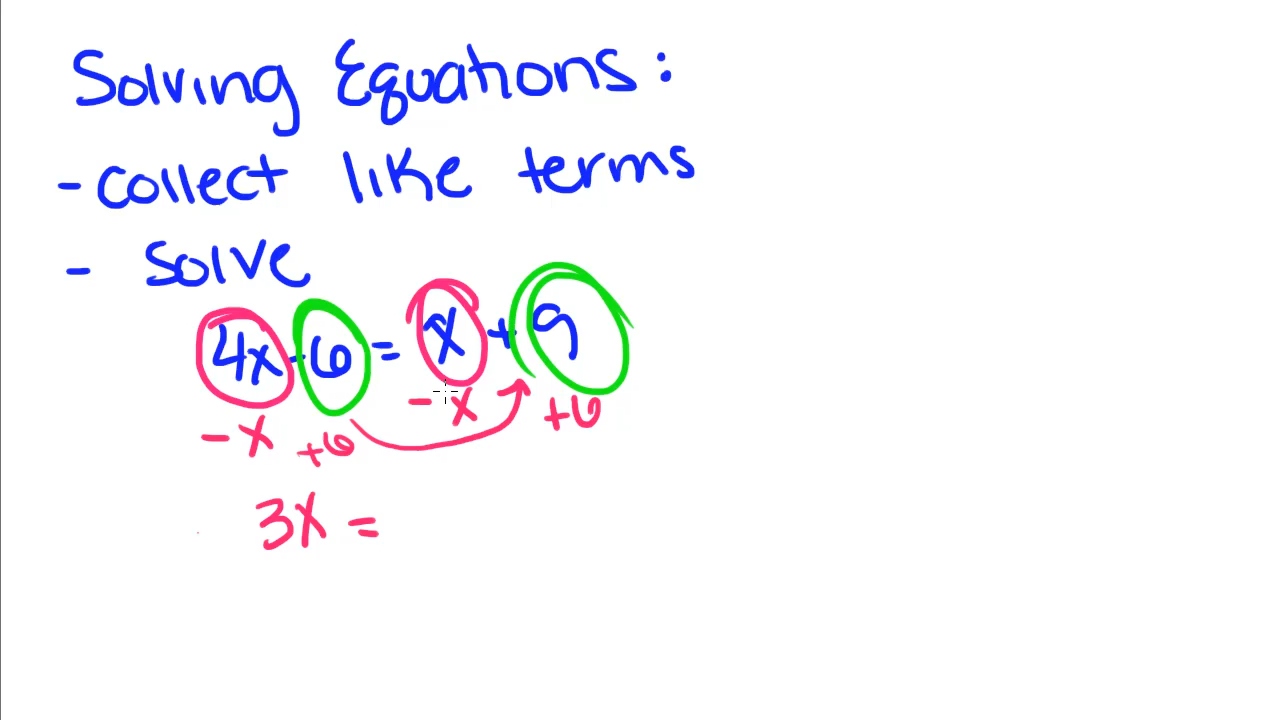 Solving Equations:
- collect like terms
- solve
4x - 6 = x + 9
- x +6 - x +6
3x =